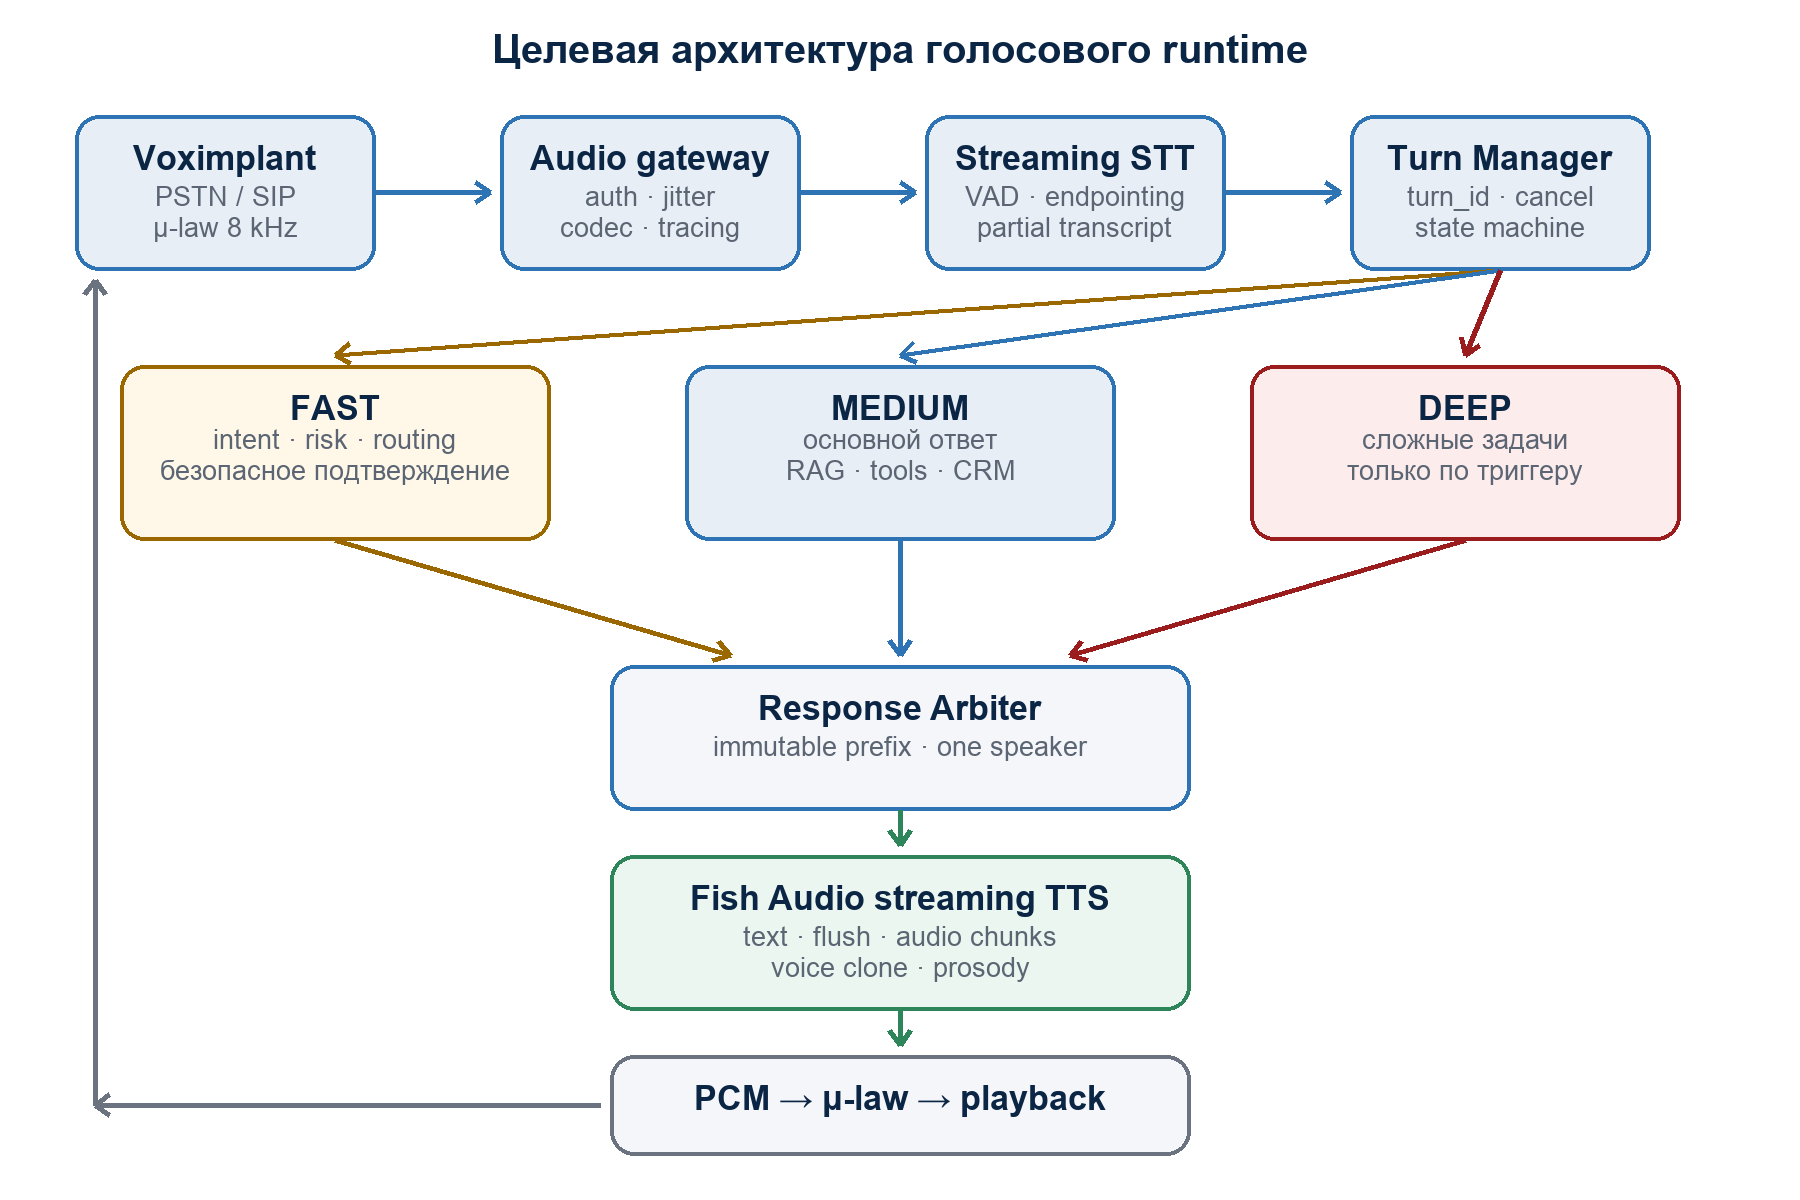 Целевая архитектура голосового runtime
Voximplant
PSTN / SIP
µ-law 8 kHz
Audio gateway
auth · jitter
codec · tracing
Streaming STT
VAD · endpointing
partial transcript
Turn Manager
turn_id · cancel
state machine
FAST
intent · risk · routing
безопасное подтверждение
MEDIUM
основной ответ
RAG · tools · CRM
DEEP
сложные задачи
только по триггеру
Response Arbiter
immutable prefix · one speaker
Fish Audio streaming TTS
text · flush · audio chunks
voice clone · prosody
PCM → µ-law → playback